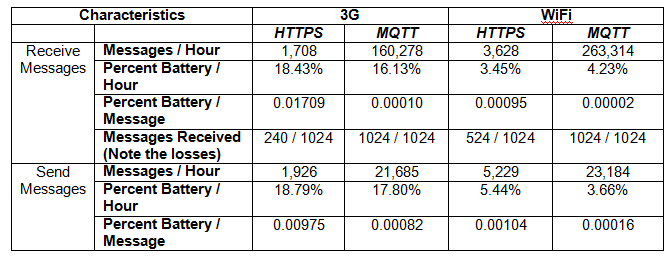 Characteristics 3G WiFi
HTTPS MQTT HTTPS MQTT
Receive Messages Messages / Hour 1,708 160,278 3,628 263,314
Percent Battery / Hour 18.43% 16.13% 3.45% 4.23%
Percent Battery / Message 0.01709 0.00010 0.00095 0.00002
Messages Received (Note the losses) 240 / 1024 1024 / 1024 524 / 1024 1024 / 1024
Send Messages Messages / Hour 1,926 21,685 5,229 23,184
Percent Battery / Hour 18.79% 17.80% 5.44% 3.66%
Percent Battery / Message 0.00975 0.00082 0.00104 0.00016